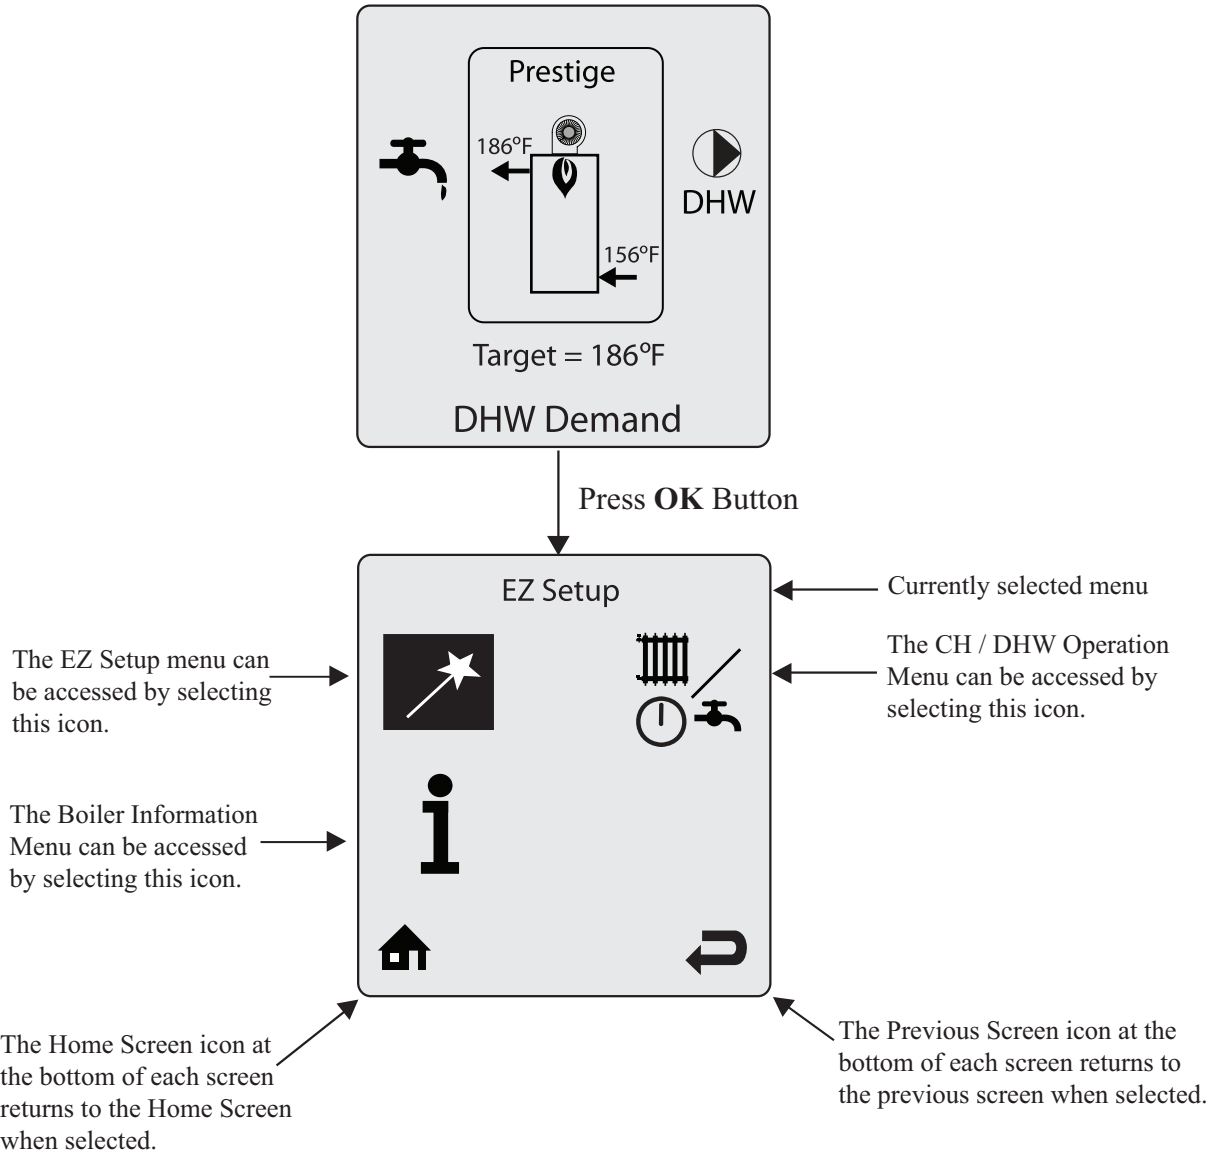 Prestige
186°F
DHW
156°F
Target = 186°F
DHW Demand
Press OK Button
EZ Setup
Currently selected menu
The EZ Setup menu can
be accessed by selecting
this icon.
The CH / DHW Operation
Menu can be accessed by
selecting this icon.
The Boiler Information
Menu can be accessed
by selecting this icon.
The Home Screen icon at
the bottom of each screen
returns to the Home Screen
when selected.
The Previous Screen icon at the
bottom of each screen returns to
the previous screen when selected.